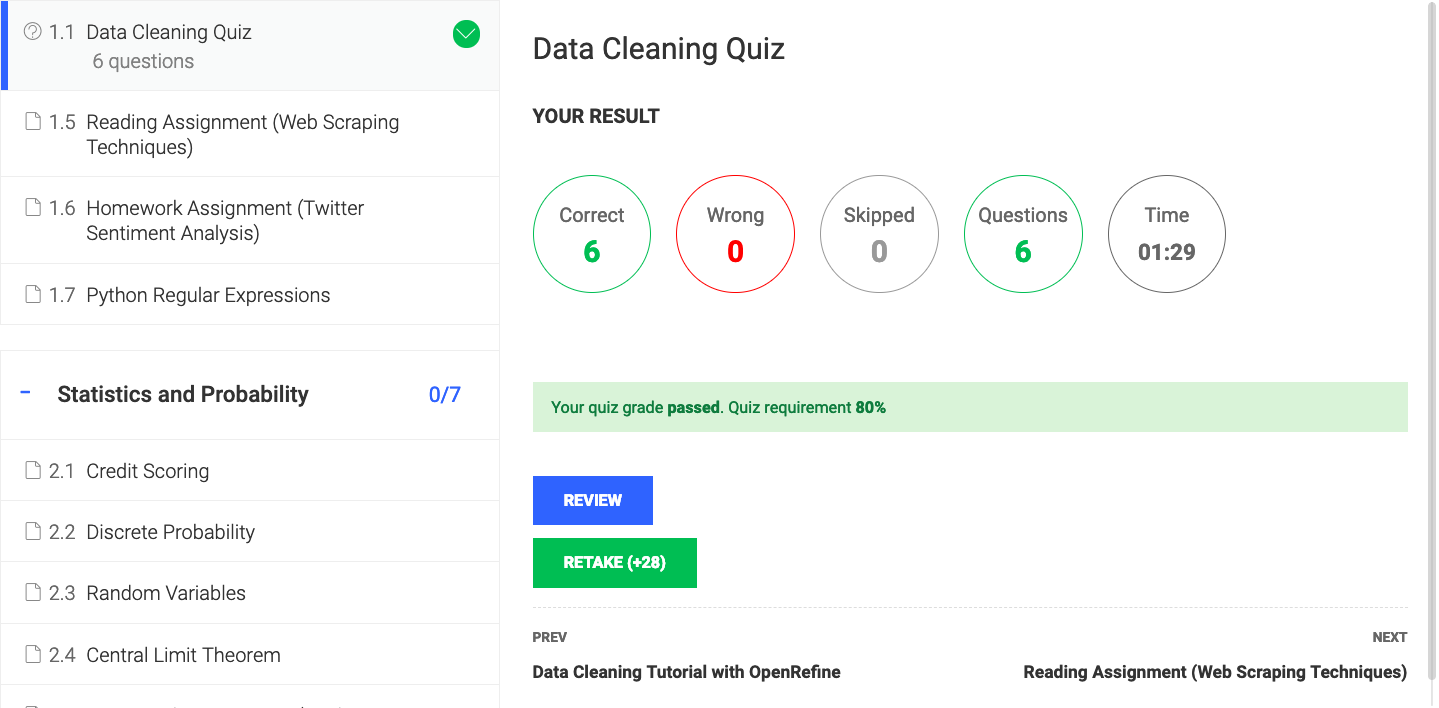 1.1 Data Cleaning Quiz
6 questions
1.5 Reading Assignment (Web Scraping
Techniques)
1.6 Homework Assignment (Twitter
Sentiment Analysis)
1.7 Python Regular Expressions
- Statistics and Probability 0/7
2.1 Credit Scoring
2.2 Discrete Probability
2.3 Random Variables
2.4 Central Limit Theorem
Data Cleaning Quiz
YOUR RESULT
Correct
6
Wrong
0
Skipped
0
Questions
6
Time
01:29
Your quiz grade passed. Quiz requirement 80%
REVIEW
RETAKE (+28)
PREV
Data Cleaning Tutorial with OpenRefine
NEXT
Reading Assignment (Web Scraping Techniques)